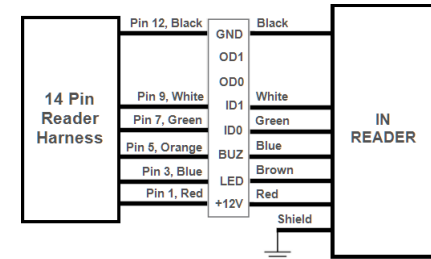 Pin 12, Black GND Black
OD1
OD0
Pin 9, White ID1 White
Pin 7, Green ID0 Green
Pin 5, Orange BUZ Blue
Pin 3, Blue LED Brown
Pin 1, Red +12V Red
Shield
14 Pin
Reader
Harness
IN
READER